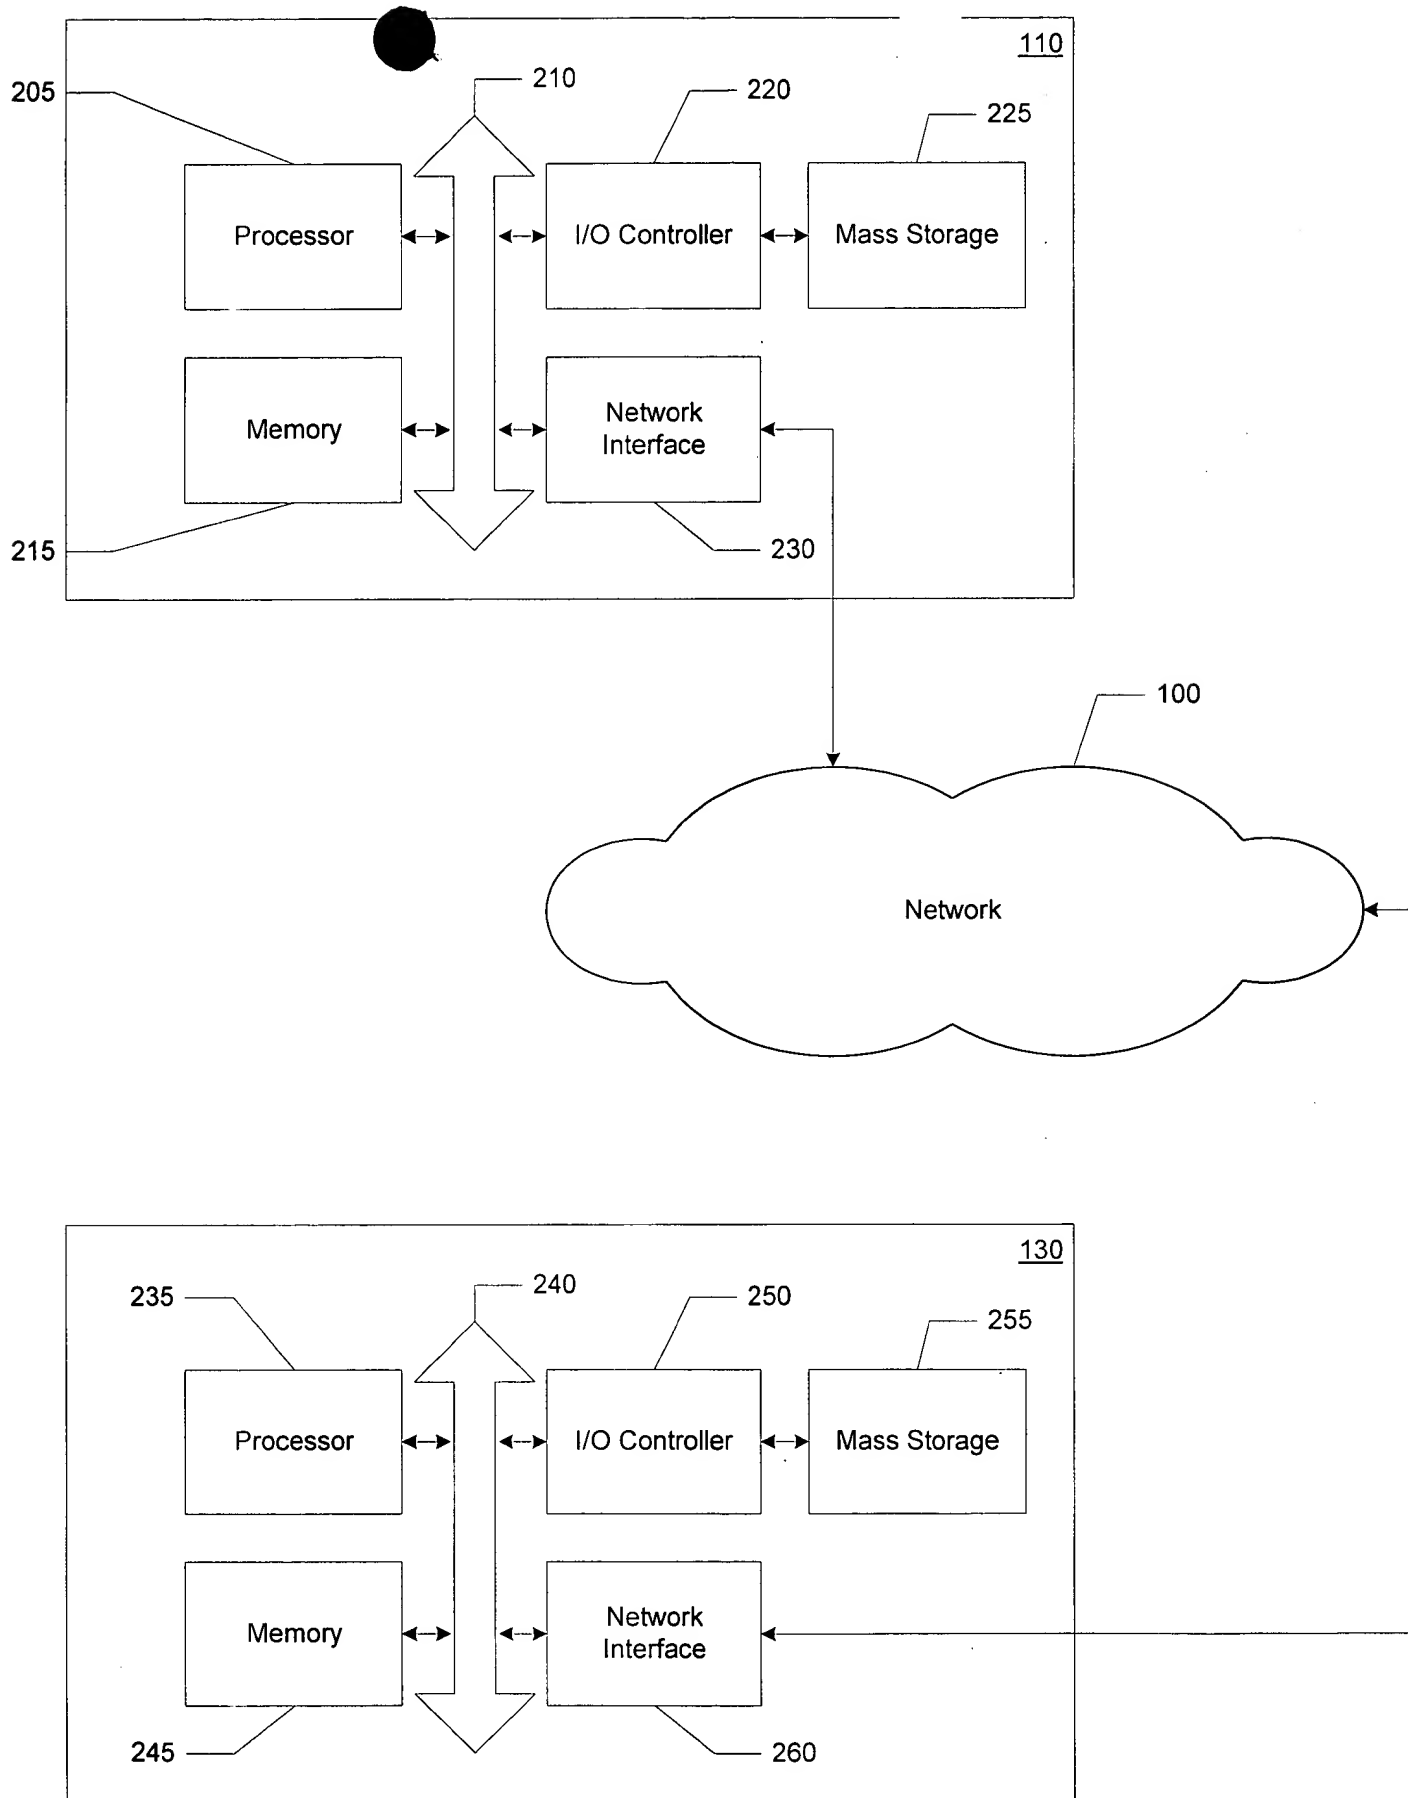 110
205
210
220
225
Processor
I/O Controller
Mass Storage
Memory
Network
Interface
215
230
100
Network
130
235
240
250
255
Processor
I/O Controller
Mass Storage
Memory
Network
Interface
245
260